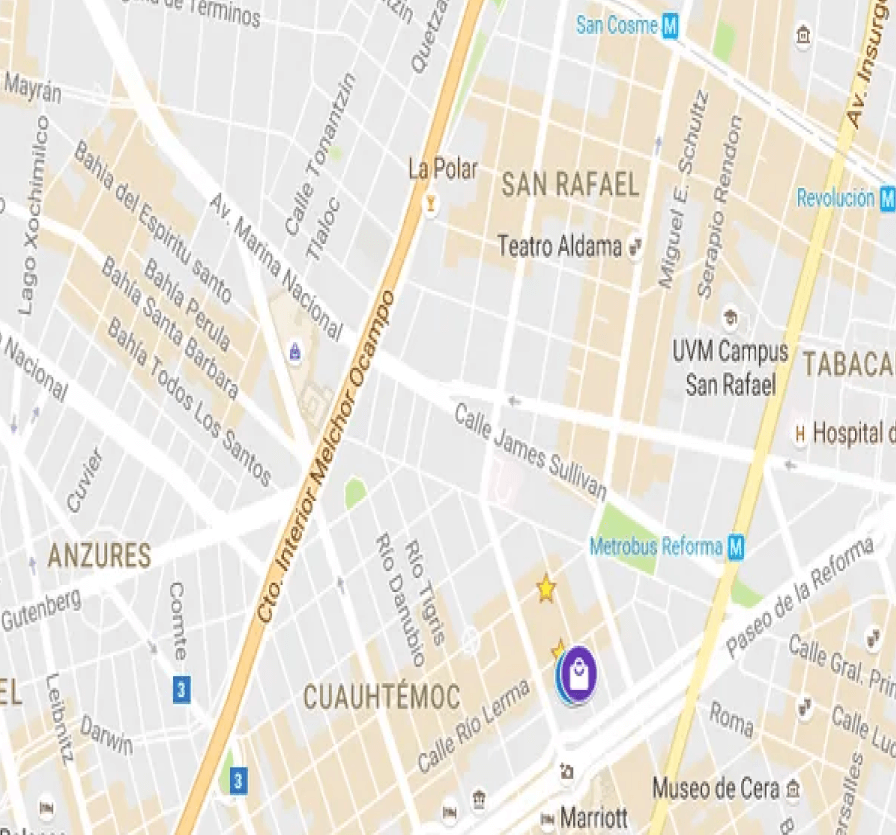 San Cosme M
Quetza
Av. Insurg
Mayrán
La Polar
SAN RAFAEL
Revolución M
Calle Tonantzin
Tlaloc
Miguel E. Schultz
Serapio Rendon
Lago Xochimilco
Bahía del Espiritu santo
Av. Marina Nacional
Teatro Aldama
Bahía Perula
Bahía Santa Barbara
Bahía Todos Los Santos
Nacional
Cto. Interior Melchor Ocampo
UVM Campus
San Rafael
TABACA
H Hospital d
Calle James Sullivan
Cuvier
ANZURES
Metrobus Reforma M
Gutenberg
Comte
Río Tigris
Río Danubio
Paseo de la Reforma
Calle Gral. Prin
EL
3
CUAUHTÉMOC
Calle Río Lerma
Leibnitz
Darwin
Roma
Calle Luc
ersalles
3
Museo de Cera
Marriott